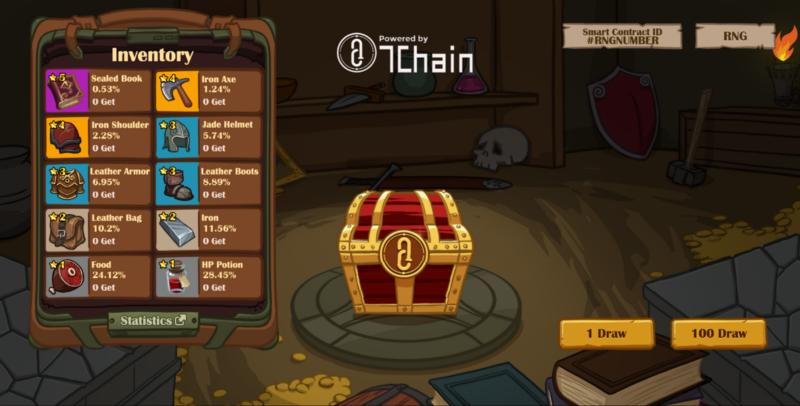 Inventory
★5
Sealed Book
0.53%
0 Get
★4
Iron Axe
1.24%
0 Get
★4
Iron Shoulder
2.28%
0 Get
★3
Jade Helmet
5.74%
0 Get
★3
Leather Armor
6.95%
0 Get
★3
Leather Boots
8.89%
0 Get
★2
Leather Bag
10.2%
0 Get
★2
Iron
11.56%
0 Get
★1
Food
24.12%
0 Get
★1
HP Potion
28.45%
0 Get
Statistics
Powered by
7Chain
Smart Contract ID
#RNGNUMBER
RNG
1 Draw
100 Draw